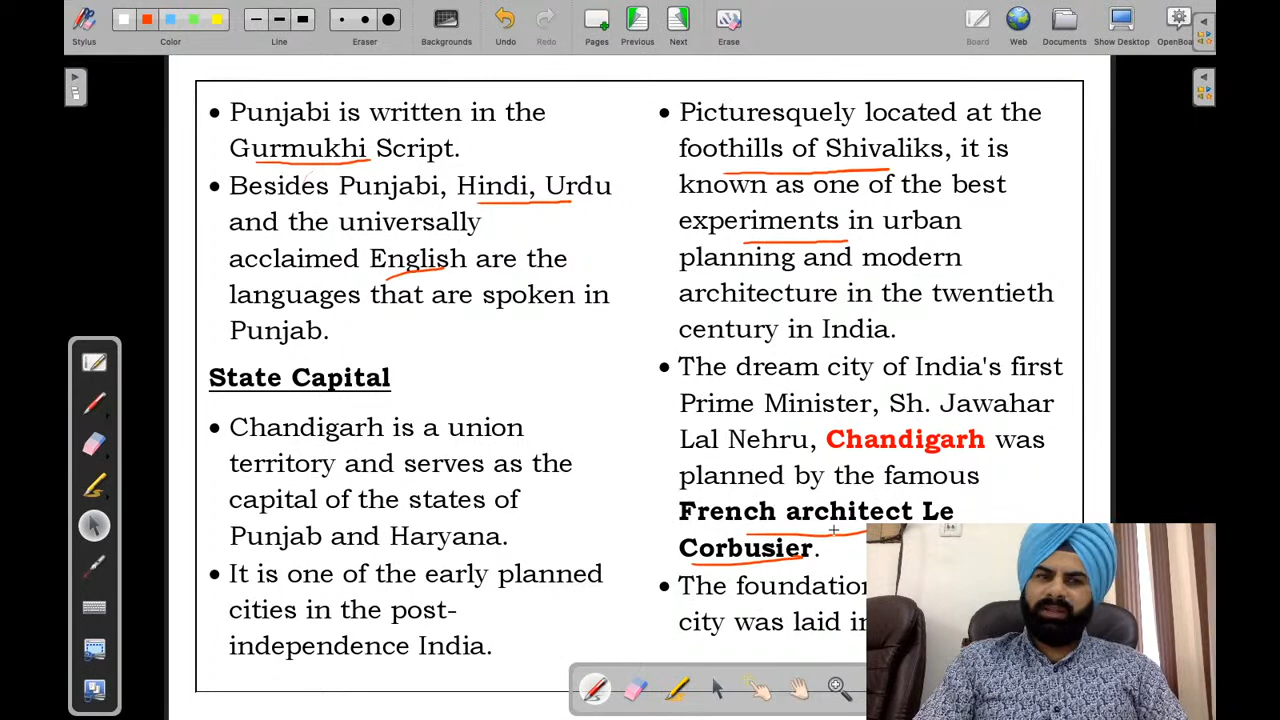 Stylus
Color
Line
Eraser
Backgrounds
Undo
Redo
Pages
Previous
Next
Erase
Board
Web
Documents
Show Desktop
OpenBoa
• Punjabi is written in the
Gurmukhi Script.
• Besides Punjabi, Hindi, Urdu
and the universally
acclaimed English are the
languages that are spoken in
Punjab.
State Capital
• Chandigarh is a union
territory and serves as the
capital of the states of
Punjab and Haryana.
• It is one of the early planned
cities in the post-
independence India.
• Picturesquely located at the
foothills of Shivaliks, it is
known as one of the best
experiments in urban
planning and modern
architecture in the twentieth
century in India.
• The dream city of India's first
Prime Minister, Sh. Jawahar
Lal Nehru, Chandigarh was
planned by the famous
French architect Le
Corbusier.
• The foundation
city was laid in